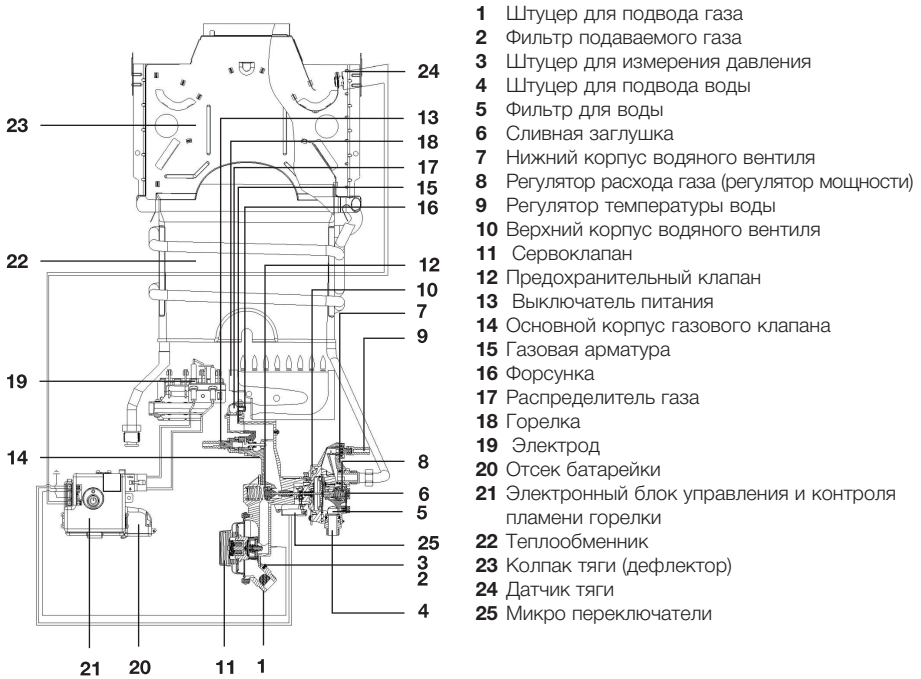 1 Штуцер для подвода газа
2 Фильтр подаваемого газа
3 Штуцер для измерения давления
4 Штуцер для подвода воды
5 Фильтр для воды
6 Сливная заглушка
7 Нижний корпус водяного вентиля
8 Регулятор расхода газа (регулятор мощности)
9 Регулятор температуры воды
10 Верхний корпус водяного вентиля
11 Сервоклапан
12 Предохранительный клапан
13 Выключатель питания
14 Основной корпус газового клапана
15 Газовая арматура
16 Форсунка
17 Распределитель газа
18 Горелка
19 Электрод
20 Отсек батарейки
21 Электронный блок управления и контроля
пламени горелки
22 Теплообменник
23 Колпак тяги (дефлектор)
24 Датчик тяги
25 Микро переключатели
24
23
13
18
17
15
16
22
12
10
7
9
19
14
8
6
5
25
3
2
4
21
20
11
1